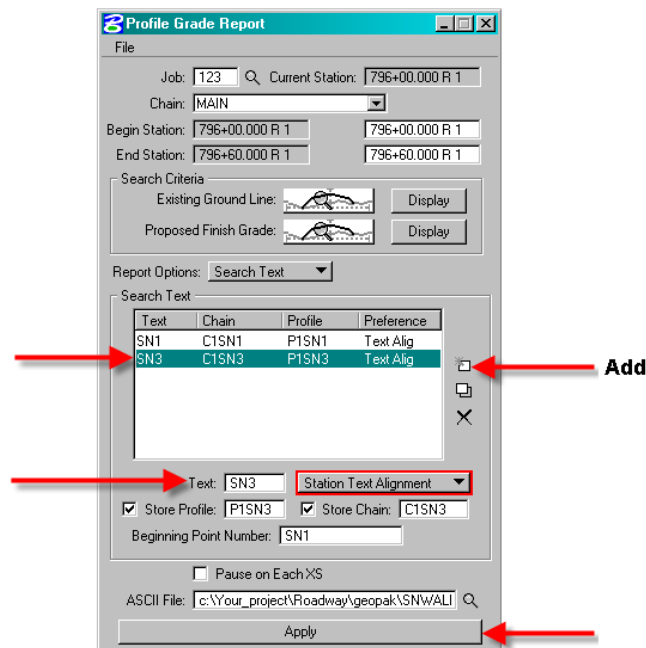 Profile Grade Report
File
Job: 123 Current Station: 796+00.000 R 1
Chain: MAIN
Begin Station: 796+00.000 R 1 796+00.000 R 1
End Station: 796+60.000 R 1 796+60.000 R 1
Search Criteria
Existing Ground Line: Display
Proposed Finish Grade: Display
Report Options: Search Text
Search Text
Text Chain Profile Preference
SN1 C1SN1 P1SN1 Text Alig
SN3 C1SN3 P1SN3 Text Alig
Add
Text: SN3 Station Text Alignment
Store Profile: P1SN3 Store Chain: C1SN3
Beginning Point Number: SN1
Pause on Each XS
ASCII File: c:\Your_project\Roadway\geopak\SNWALI
Apply